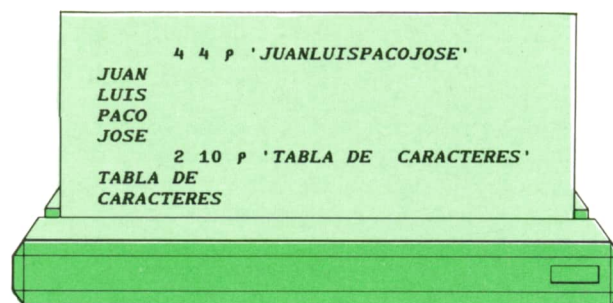 4 4 ⍴ 'JUANLUISPACOJOSE'
JUAN
LUIS
PACO
JOSE
2 10 ⍴ 'TABLA DE  CARACTERES'
TABLA DE
CARACTERES